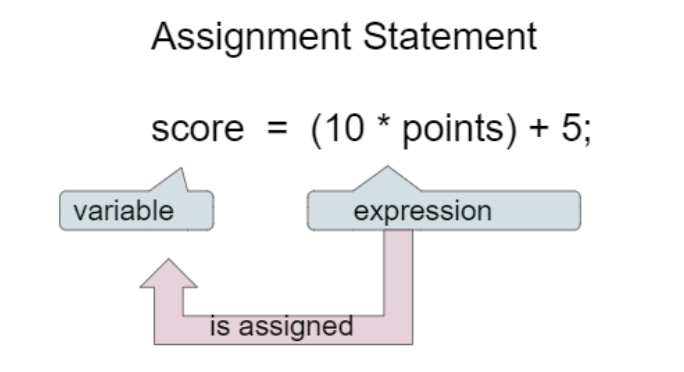 Assignment Statement
score = (10 * points) + 5;
variable
expression
is assigned